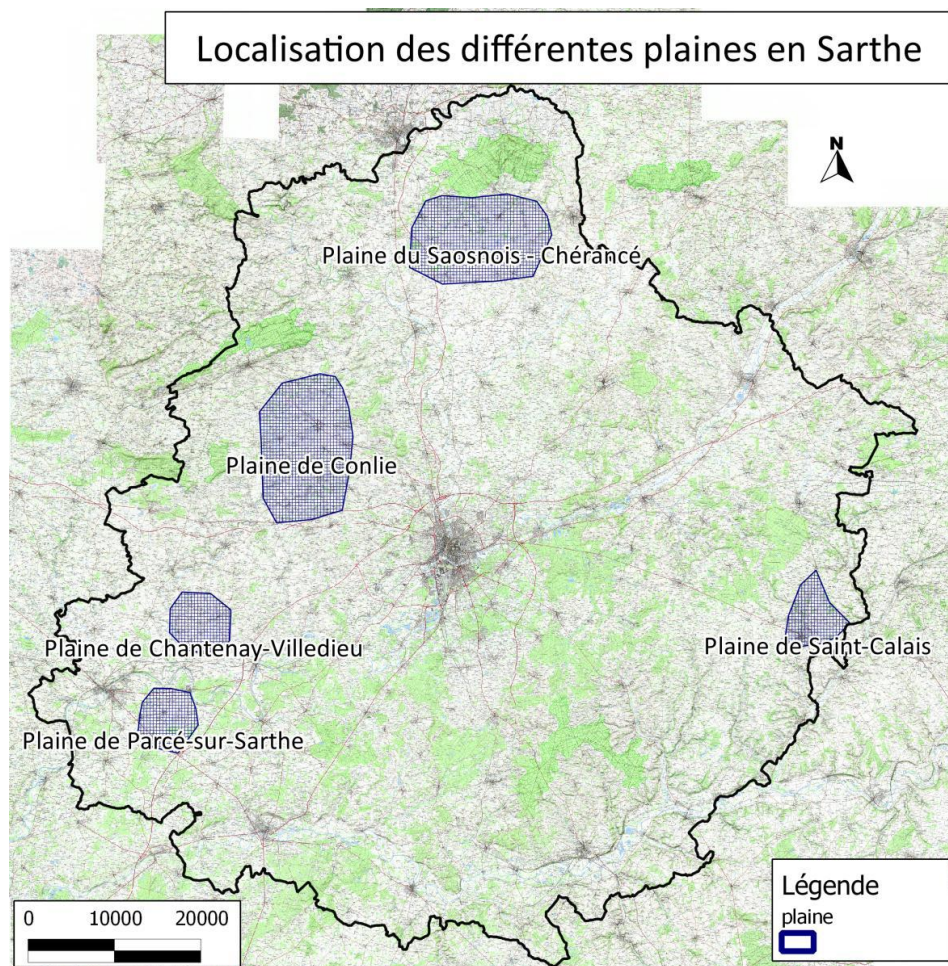 Localisation des différentes plaines en Sarthe
N
Plaine du Saosnois - Chérancé
Plaine de Conlie
Plaine de Chantenay-Villedieu
Plaine de Saint-Calais
Plaine de Parcé-sur-Sarthe
Légende
plaine
0 10000 20000